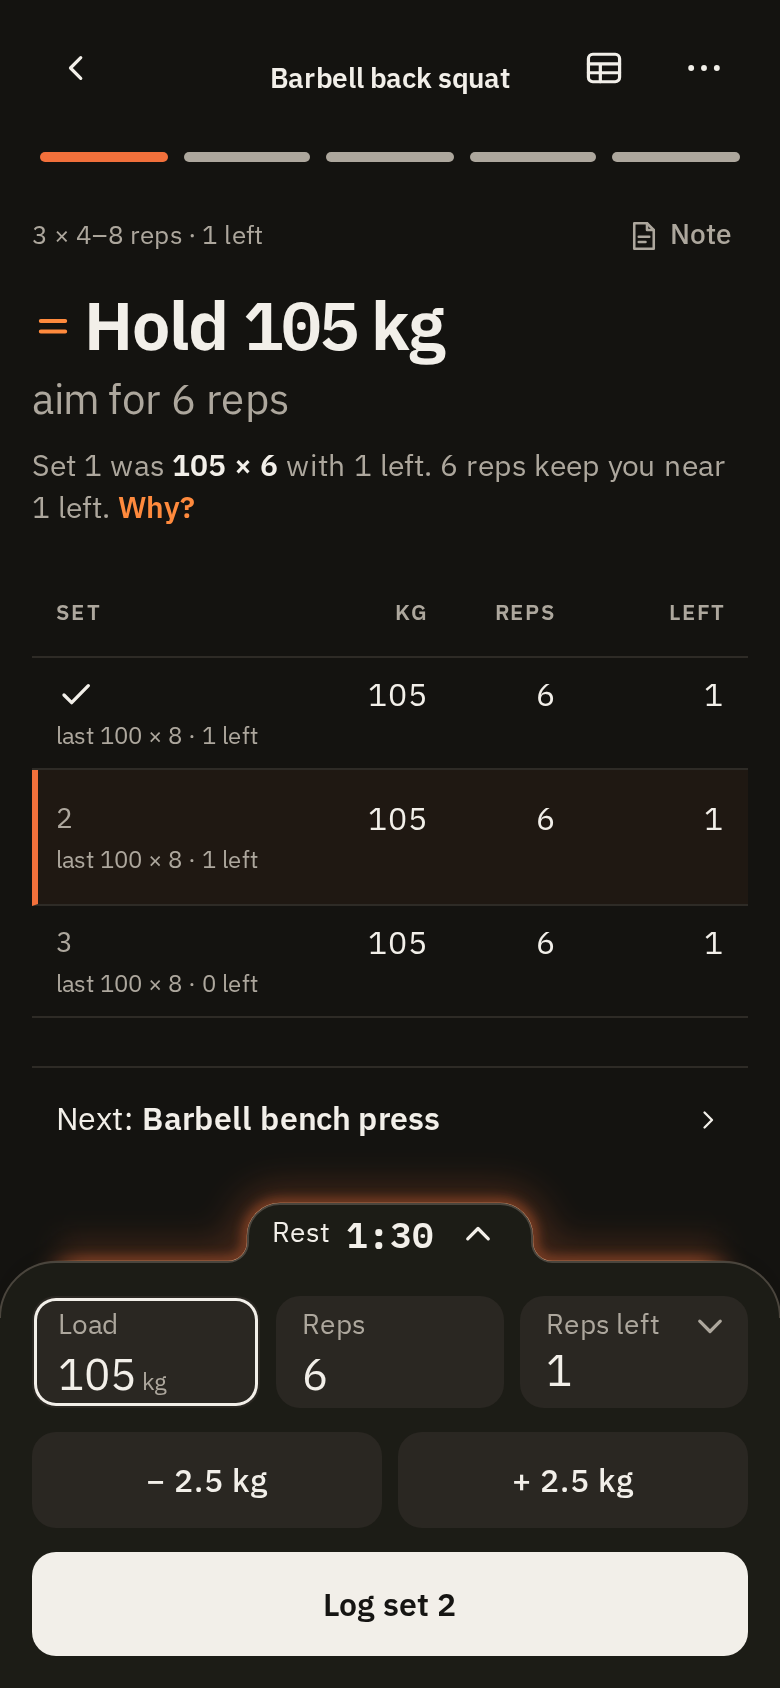 Barbell back squat
3 × 4–8 reps · 1 left
Note
= Hold 105 kg
aim for 6 reps
Set 1 was 105 × 6 with 1 left. 6 reps keep you near
1 left. Why?
SET KG REPS LEFT
105 6 1
last 100 × 8 · 1 left
2 105 6 1
last 100 × 8 · 1 left
3 105 6 1
last 100 × 8 · 0 left
Next: Barbell bench press
Rest 1:30
Load Reps Reps left
105 kg 6 1
– 2.5 kg + 2.5 kg
Log set 2